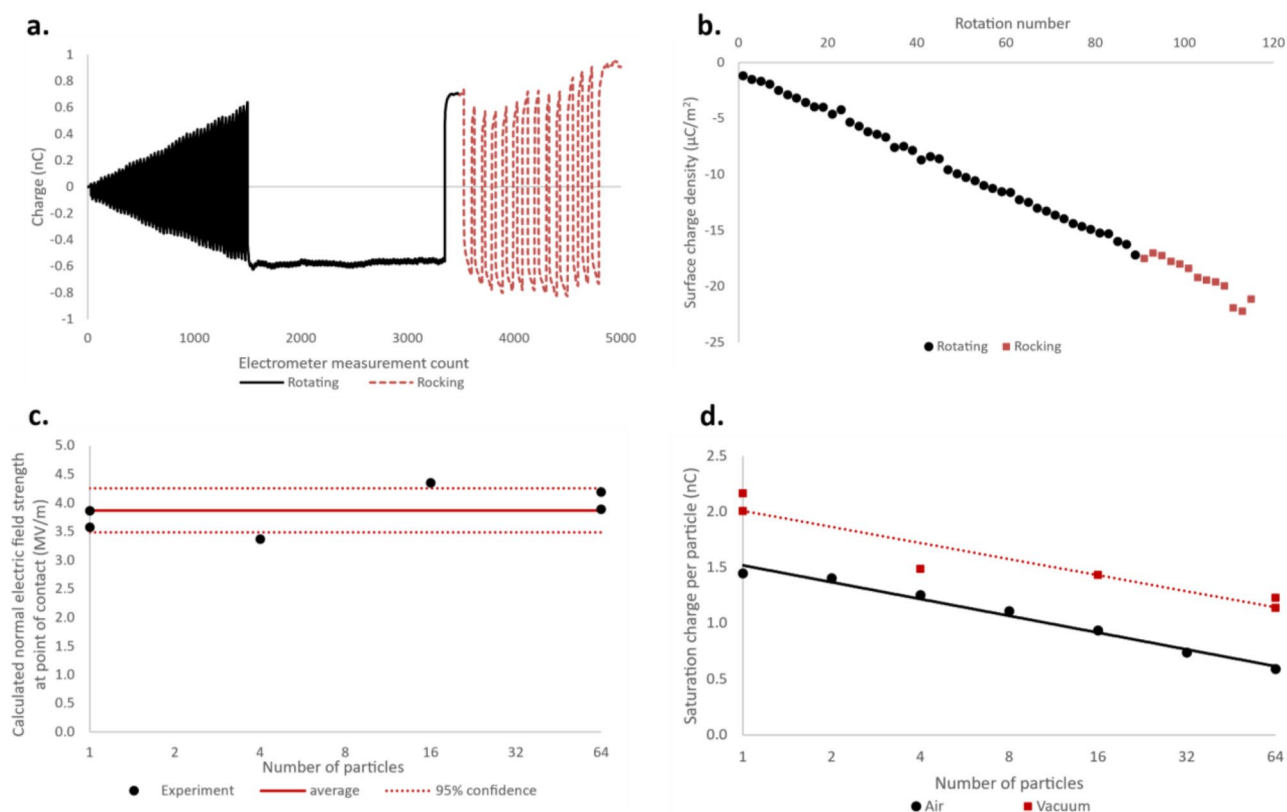 a.
1
0.8
0.6
0.4
0.2
0
-0.2
-0.4
-0.6
-0.8
-1
Charge (nC)
0 1000 2000 3000 4000 5000
Electrometer measurement count
Rotating Rocking
b.
Rotation number
0 20 40 60 80 100 120
0
-5
-10
-15
-20
-25
Surface charge density (µC/m²)
Rotating Rocking
c.
5.0
4.5
4.0
3.5
3.0
2.5
2.0
1.5
1.0
0.5
0.0
Calculated normal electric field strength
at point of contact (MV/m)
1 2 4 8 16 32 64
Number of particles
Experiment average 95% confidence
d.
2.5
2.0
1.5
1.0
0.5
0.0
Saturation charge per particle (nC)
1 2 4 8 16 32 64
Number of particles
Air Vacuum